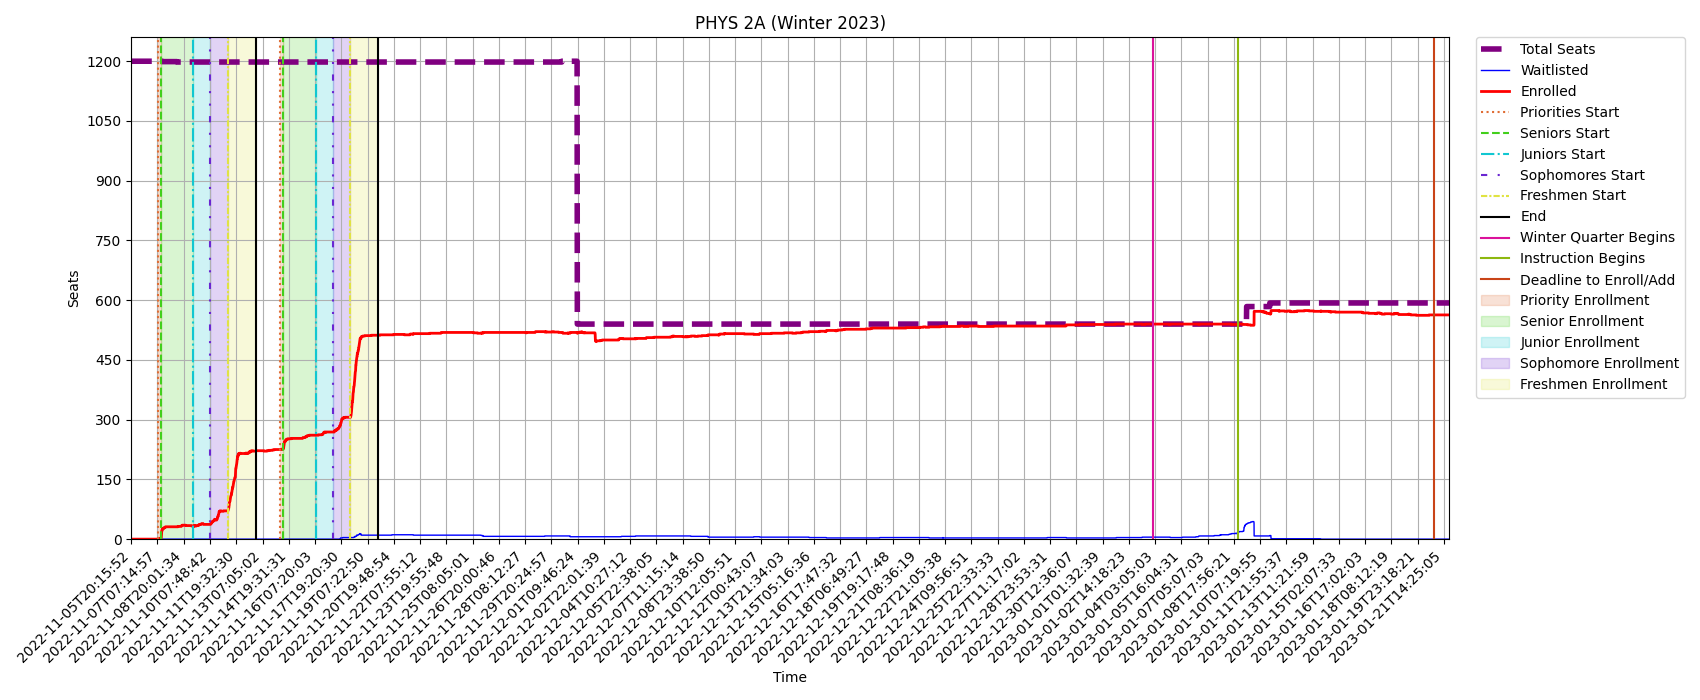 PHYS 2A (Winter 2023)
Seats
1200
1050
900
750
600
450
300
150
0
2022-11-05T20:15:52
2022-11-07T07:14:57
2022-11-08T20:01:34
2022-11-10T07:48:42
2022-11-11T19:32:30
2022-11-13T07:05:02
2022-11-14T19:31:31
2022-11-16T07:20:03
2022-11-17T19:20:30
2022-11-19T07:22:50
2022-11-20T19:48:54
2022-11-22T07:55:12
2022-11-23T19:55:48
2022-11-25T08:05:01
2022-11-26T20:00:46
2022-11-28T08:12:27
2022-11-29T20:24:57
2022-12-01T09:46:24
2022-12-02T22:01:39
2022-12-04T10:27:12
2022-12-05T22:38:05
2022-12-07T11:15:14
2022-12-08T23:38:50
2022-12-10T12:05:51
2022-12-12T00:43:07
2022-12-13T21:34:03
2022-12-15T05:16:36
2022-12-16T17:47:32
2022-12-18T06:49:27
2022-12-19T19:17:48
2022-12-21T08:36:19
2022-12-22T21:05:38
2022-12-24T09:56:51
2022-12-25T22:33:33
2022-12-27T11:17:02
2022-12-28T23:53:31
2022-12-30T12:36:07
2023-01-01T01:32:39
2023-01-02T14:18:23
2023-01-04T03:05:03
2023-01-05T16:04:31
2023-01-07T05:07:03
2023-01-08T17:56:21
2023-01-10T07:19:55
2023-01-11T21:55:37
2023-01-13T11:21:59
2023-01-15T02:07:33
2023-01-16T17:02:03
2023-01-18T08:12:19
2023-01-19T23:18:21
2023-01-21T14:25:05
Time
Total Seats
Waitlisted
Enrolled
Priorities Start
Seniors Start
Juniors Start
Sophomores Start
Freshmen Start
End
Winter Quarter Begins
Instruction Begins
Deadline to Enroll/Add
Priority Enrollment
Senior Enrollment
Junior Enrollment
Sophomore Enrollment
Freshmen Enrollment